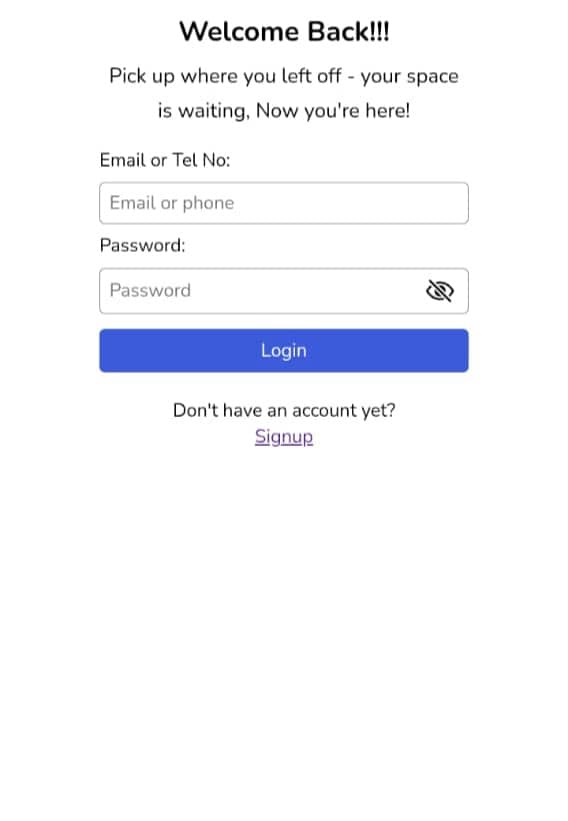 Welcome Back!!!
Pick up where you left off - your space
is waiting, Now you're here!
Email or Tel No:
Email or phone
Password:
Password
Login
Don't have an account yet?
Signup